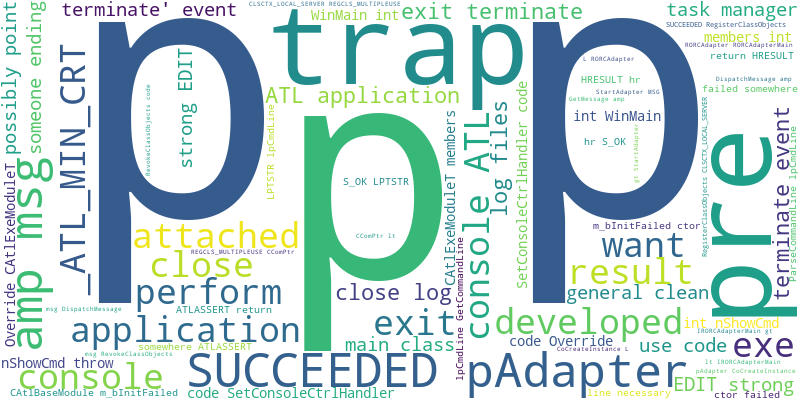 terminate' event
CLSCTX_LOCAL_SERVER REGCLS_MULTIPLEUSE
WinMain int
exit terminate
SUCCEEDED RegisterClassObjects
task manager
members int
RORCAdapter RORCAdapterMain
return HRESULT
DispatchMessage amp
failed somewhere
possibly point
someone ending
_ATL_MIN_CRT
strong EDIT
RevokeClassObjects code
p
trap
p
p
ATL application
LPTSTR lpCmdLine
L RORCAdapter
HRESULT hr
StartAdapter MSG
GetMessage amp
int WinMain
hr S_OK
gt StartAdapter
S_OK LPTSTR
CComPtr lt
CAtlExeModuleT members
console ATL
log files
SetConsoleCtrlHandler code
RegisterClassObjects CLSCTX_LOCAL_SERVER
pre
terminate event
ParseCommandLine lpCmdLine
Override CAtlExeModuleT
amp msg
attached
REGCLS_MULTIPLEUSE CComPtr
close
perform
close log
m_bInitFailed ctor
want
result
general clean
msg DispatchMessage
ATLASSERT return
application
exit
main class
lpCmdLine GetCommandLine
developed
int nShowCmd
code Override
use code
IRORCAdapterMain gt
exe
somewhere ATLASSERT
msg RevokeClassObjects
nShowCmd throw
console
SUCCEEDED
pAdapter
CoCreateInstance L
lt IRORCAdapterMain
pAdapter CoCreateInstance
EDIT strong
CAtlBaseModule m_bInitFailed
code SetConsoleCtrlHandler
line necessary
ctor failed